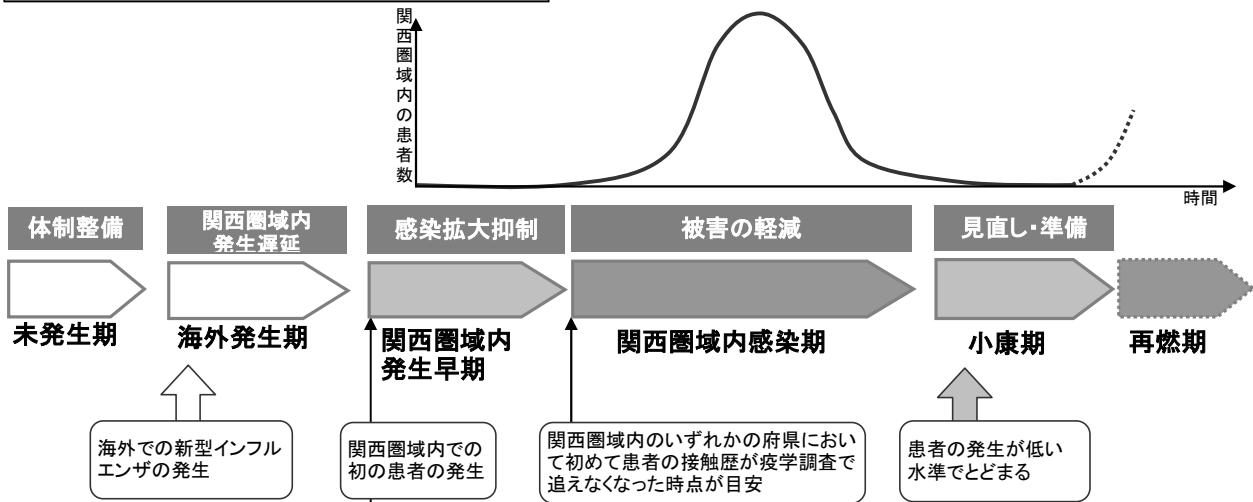 関西圏域内の患者数
時間
体制整備
関西圏域内
発生遅延
感染拡大抑制
被害の軽減
見直し・準備
未発生期
海外発生期
関西圏域内
発生早期
関西圏域内感染期
小康期
再燃期
海外での新型インフル
エンザの発生
関西圏域内での
初の患者の発生
関西圏域内のいずれかの府県におい
て初めて患者の接触歴が疫学調査で
追えなくなった時点が目安
患者の発生が低い
水準でとどまる